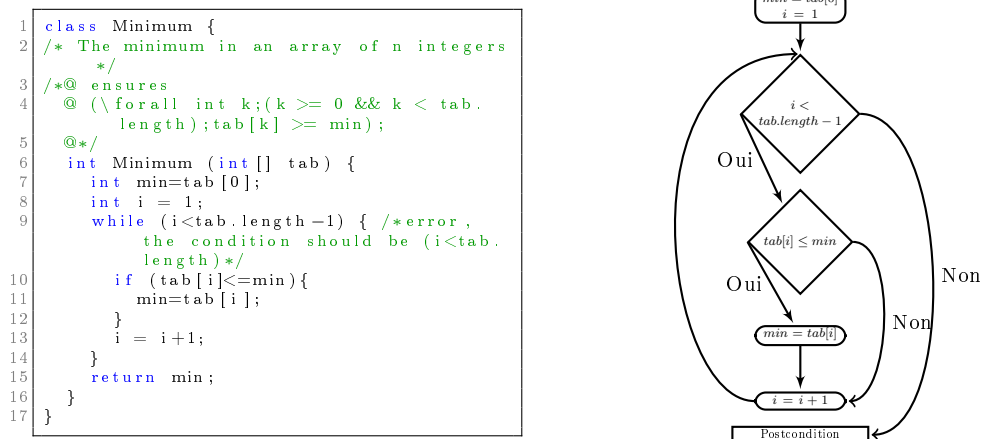 1 class Minimum {
2 /* The minimum in an array of n integers
*/
3 /*@ ensures
4 @ (\forall int k;(k >= 0 && k < tab.
length);tab[k] >= min);
5 @*/
6 int Minimum (int[] tab) {
7 int min=tab[0];
8 int i = 1;
9 while (i<tab.length-1) { /*error,
the condition should be (i<tab.
length)*/
10 if (tab[i]<=min){
11 min=tab[i];
12 }
13 i = i+1;
14 }
15 return min;
16 }
17 }
min = tab[0]
i = 1
i <
tab.length − 1
Oui
tab[i] ≤ min
Oui
Non
Non
min = tab[i]
i = i + 1
Postcondition